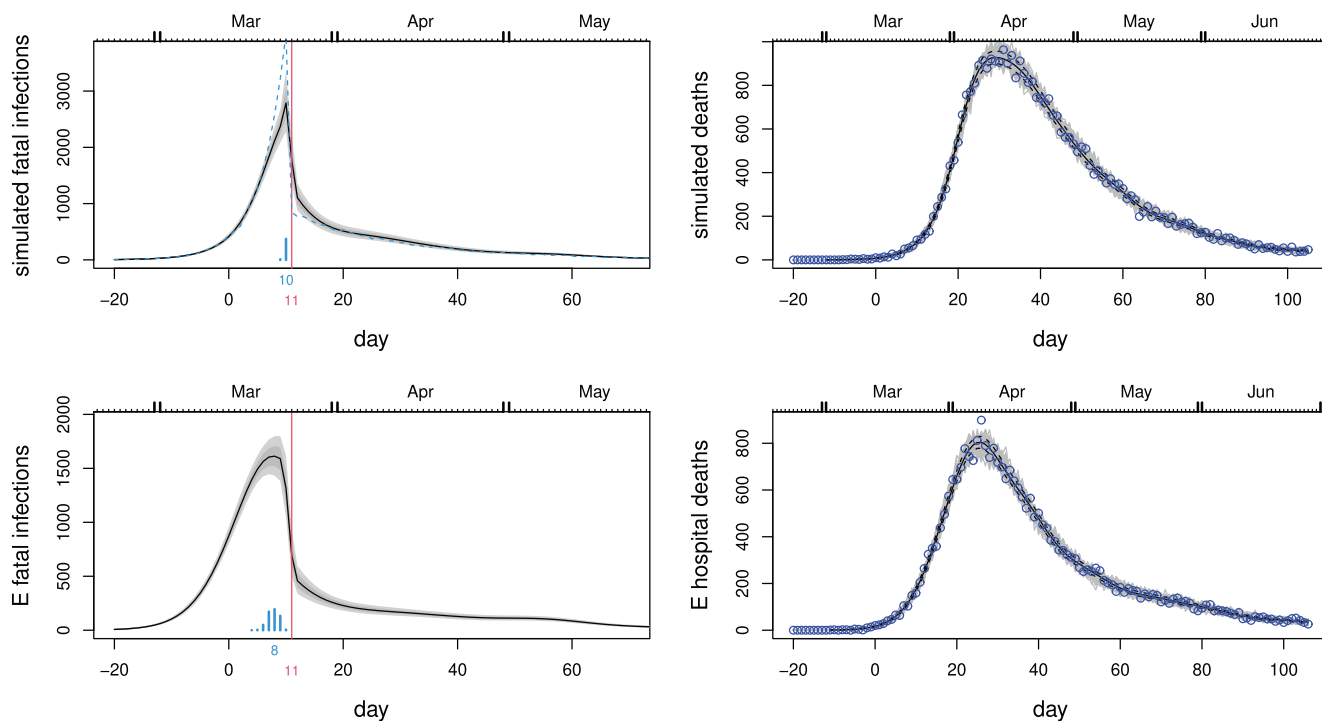 Mar Apr May
simulated fatal infections
0 1000 2000 3000
10
11
−20 0 20 40 60
day
Mar Apr May Jun
simulated deaths
0 200 400 600 800
−20 0 20 40 60 80 100
day
Mar Apr May
E fatal infections
0 500 1000 1500 2000
8
11
−20 0 20 40 60
day
Mar Apr May Jun
E hospital deaths
0 200 400 600 800
−20 0 20 40 60 80 100
day